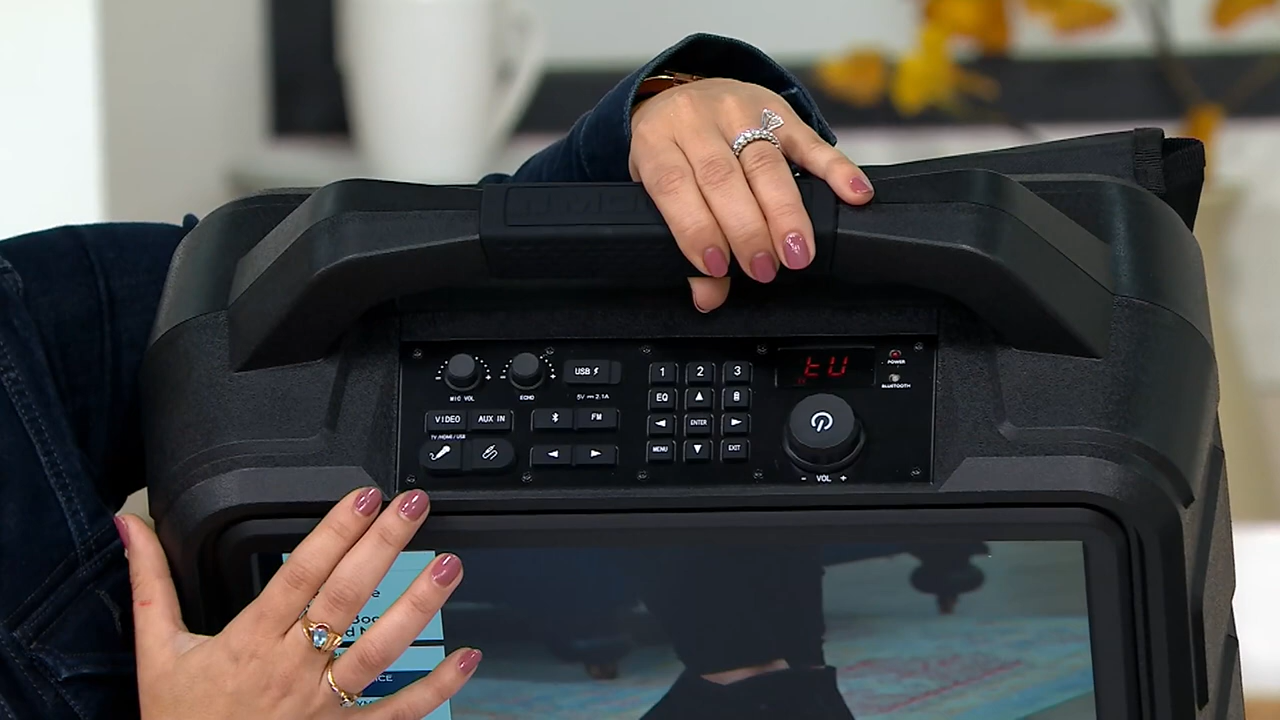 MIC VOL
ECHO
USB
5V 2.1A
VIDEO
AUX IN
FM
TV/HDMI/USB
1
2
3
EQ
ENTER
MENU
EXIT
tU
POWER
BLUETOOTH
- VOL +